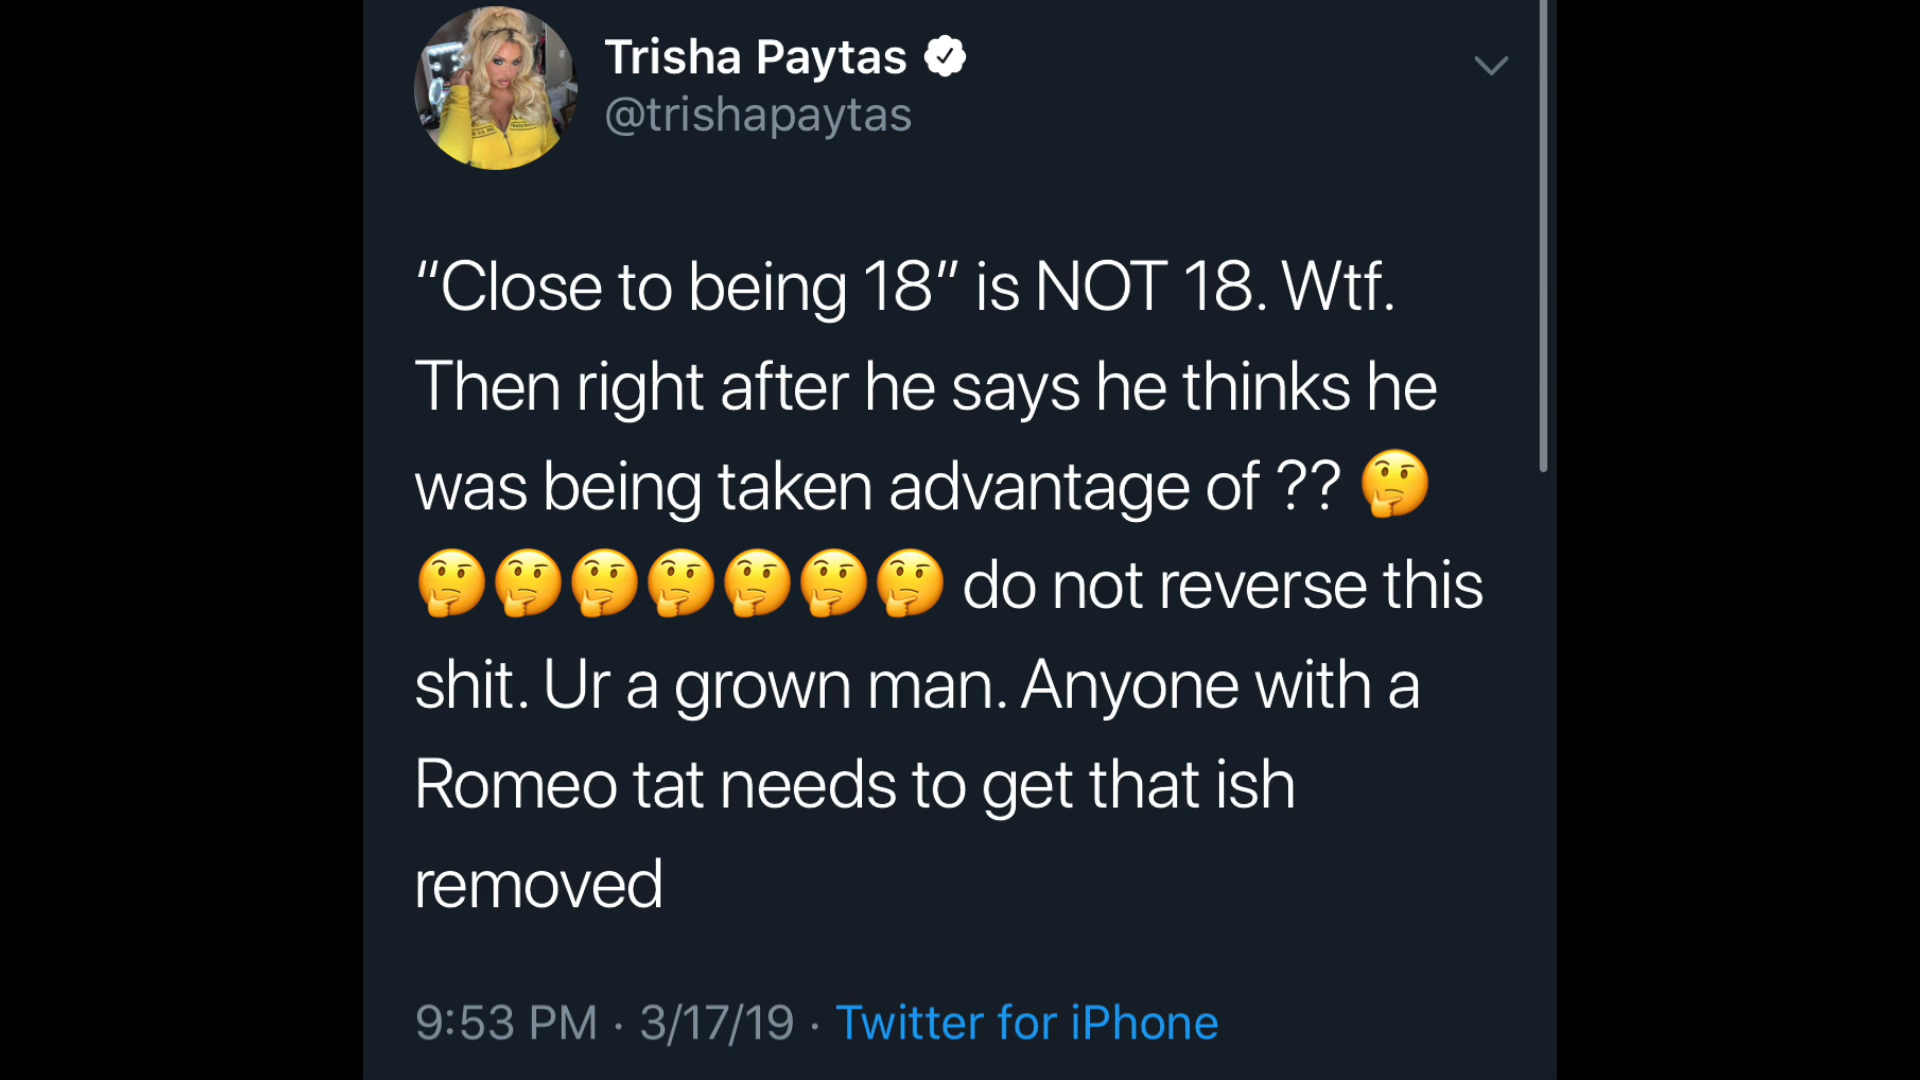 Trisha Paytas
@trishapaytas
“Close to being 18” is NOT 18. Wtf.
Then right after he says he thinks he
was being taken advantage of ?? 🤔
🤔🤔🤔🤔🤔🤔🤔 do not reverse this
shit. Ur a grown man. Anyone with a
Romeo tat needs to get that ish
removed
9:53 PM · 3/17/19 · Twitter for iPhone